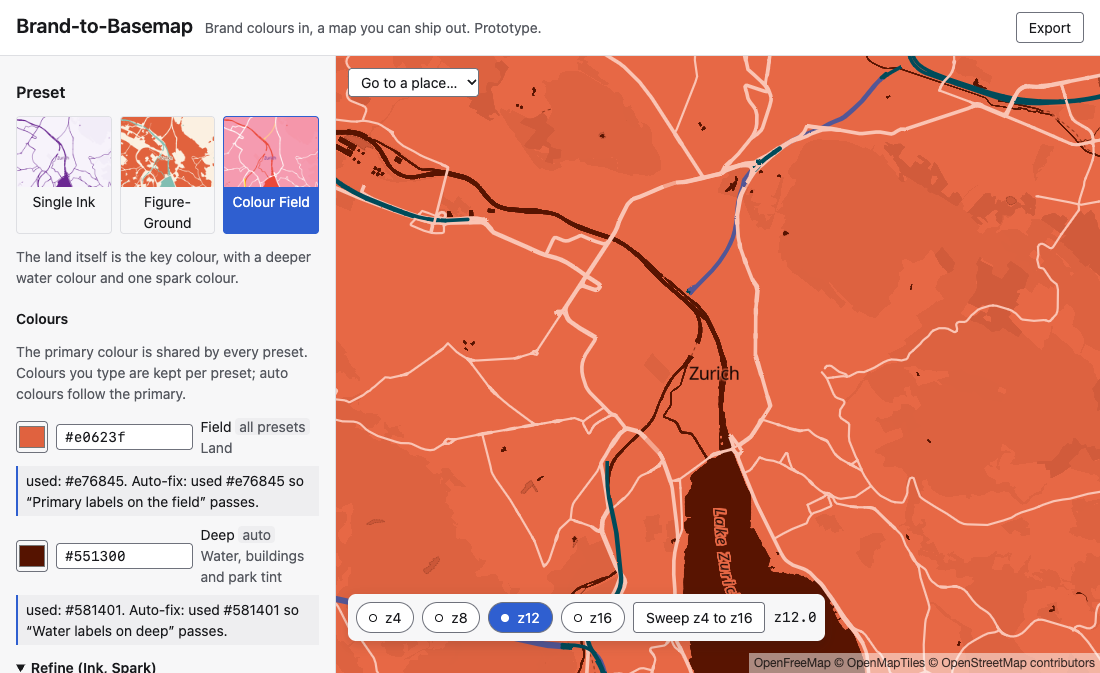 Brand-to-Basemap
Brand colours in, a map you can ship out. Prototype.
Export
Preset
Single Ink
Figure-
Ground
Colour Field
The land itself is the key colour, with a deeper
water colour and one spark colour.
Colours
The primary colour is shared by every preset.
Colours you type are kept per preset; auto
colours follow the primary.
#e0623f
Field all presets
Land
used: #e76845. Auto-fix: used #e76845 so
“Primary labels on the field” passes.
#551300
Deep auto
Water, buildings
and park tint
used: #581401. Auto-fix: used #581401 so
“Water labels on deep” passes.
Refine (Ink, Spark)
Go to a place...
Zurich
Lake Zurich
z4
z8
z12
z16
Sweep z4 to z16
z12.0
OpenFreeMap © OpenMapTiles © OpenStreetMap contributors